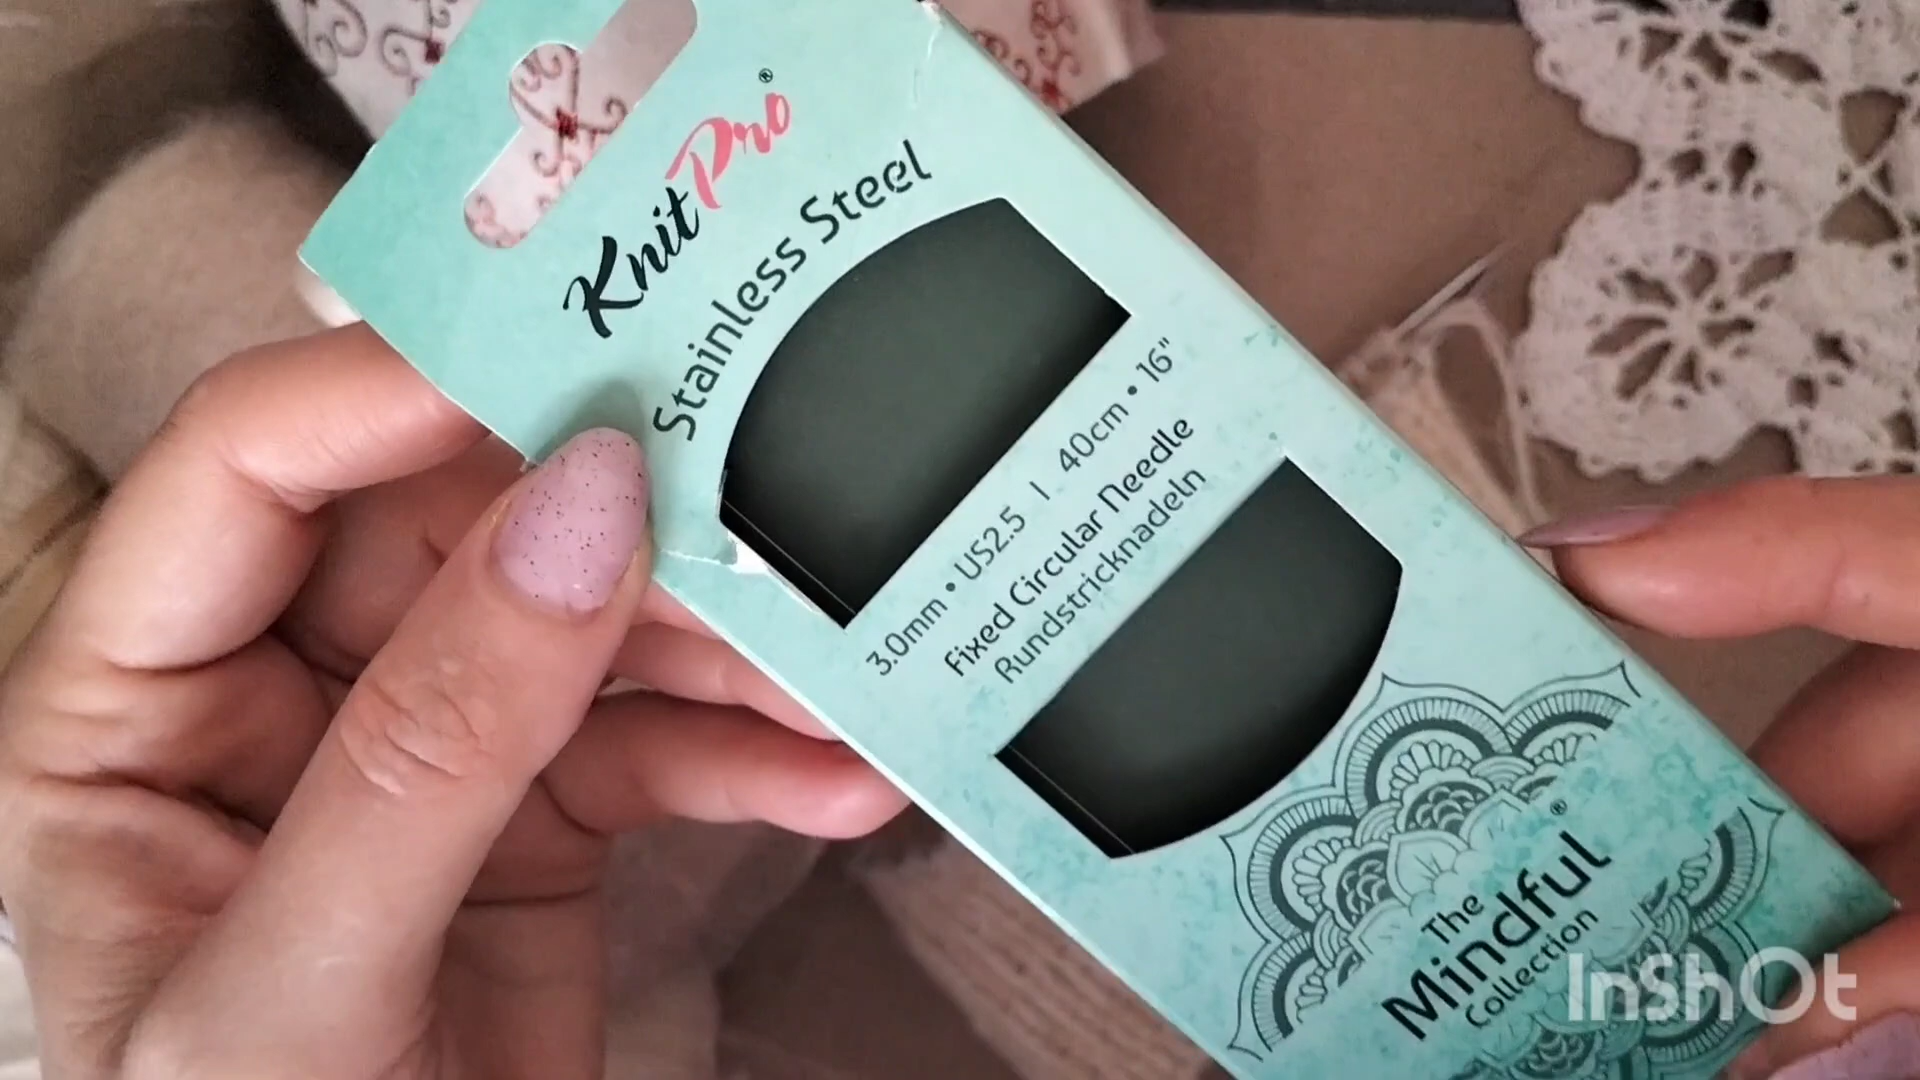 KnitPro®
Stainless Steel
3.0mm • US2.5 | 40cm • 16"
Fixed Circular Needle
Rundstricknadeln
The
Mindful®
Collection
InShOt